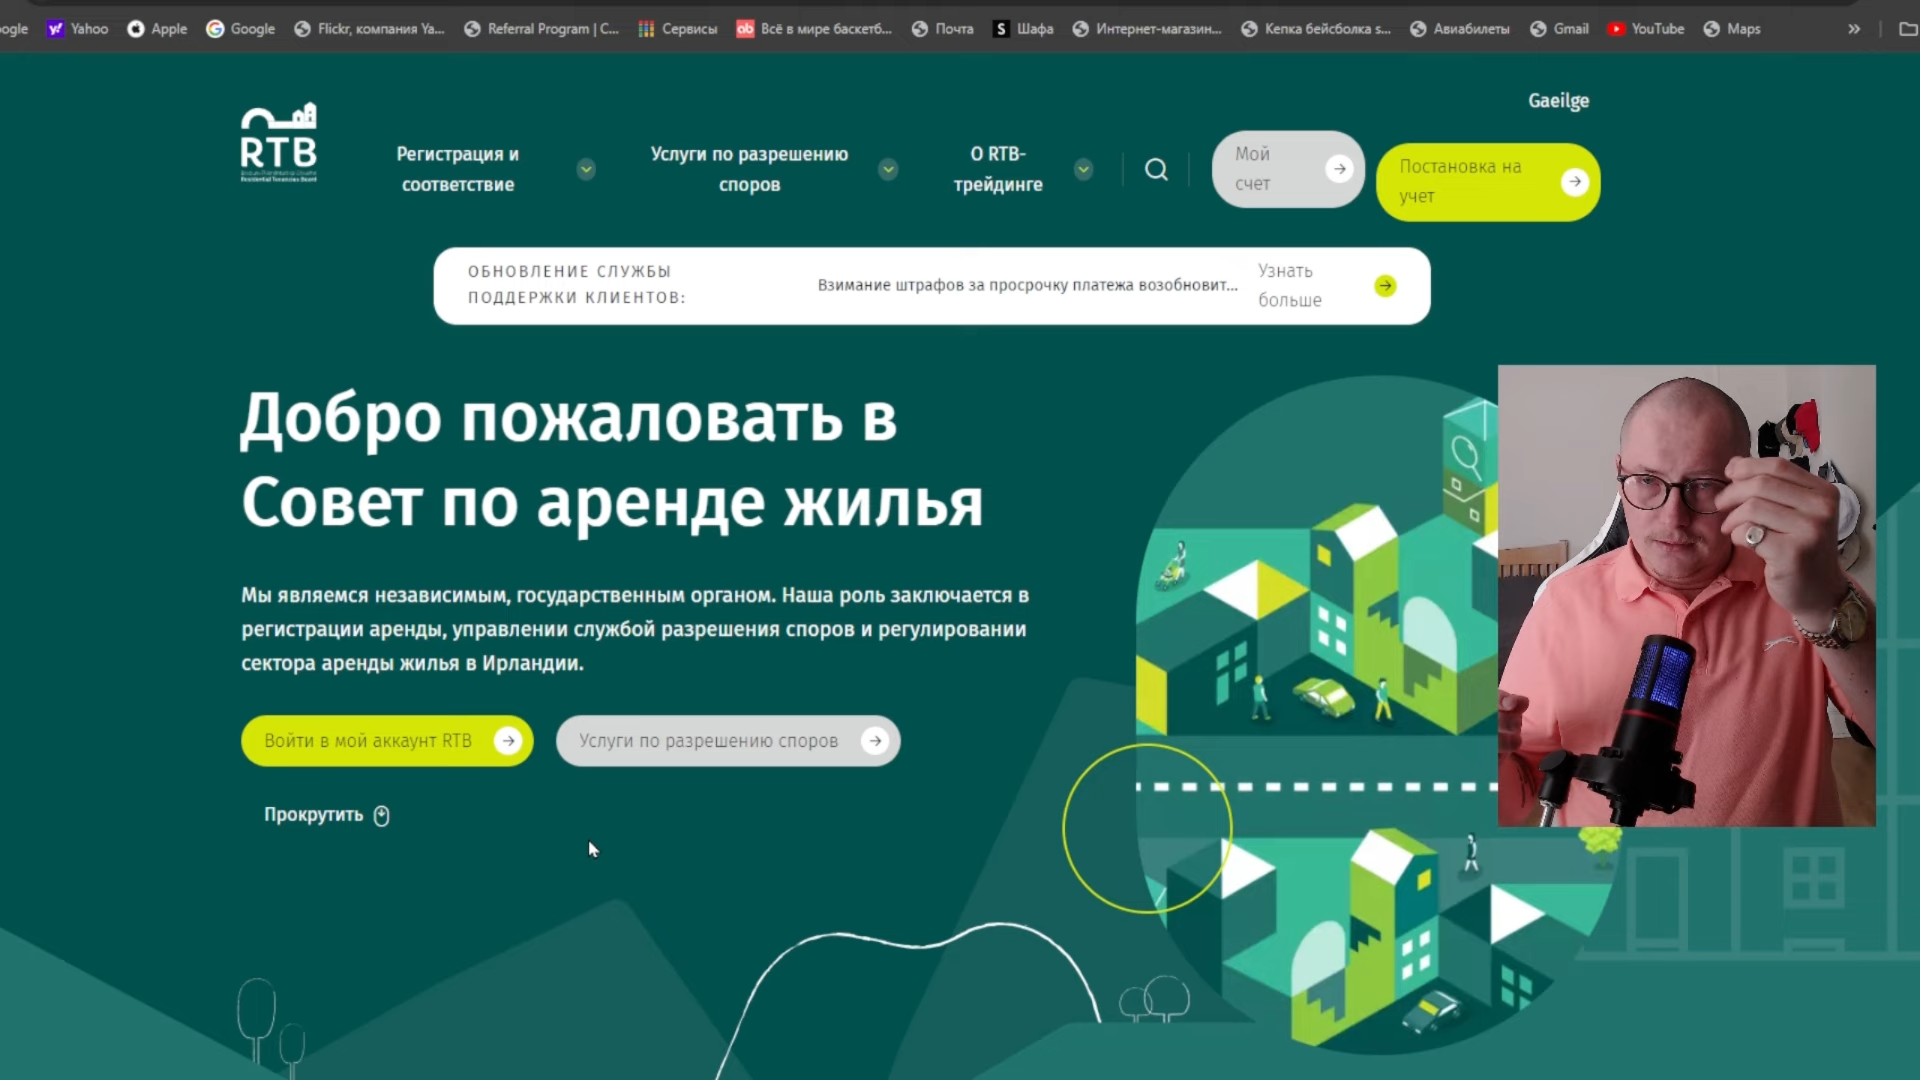 ogle Yahoo Apple Google Flickr, компания Ya... Referral Program | C... Сервисы Всё в мире баскетб... Почта Шафа Интернет-магазин... Кепка бейсболка s... Авиабилеты Gmail YouTube Maps
Gaeilge
RTB
Residential Tenancies Board
Регистрация и
соответствие
Услуги по разрешению
споров
О RTB-
трейдинге
Мой
счет
Постановка на
учет
ОБНОВЛЕНИЕ СЛУЖБЫ
ПОДДЕРЖКИ КЛИЕНТОВ:
Взимание штрафов за просрочку платежа возобновит...
Узнать
больше
Добро пожаловать в
Совет по аренде жилья
Мы являемся независимым, государственным органом. Наша роль заключается в
регистрации аренды, управлении службой разрешения споров и регулировании
сектора аренды жилья в Ирландии.
Войти в мой аккаунт RTB
Услуги по разрешению споров
Прокрутить